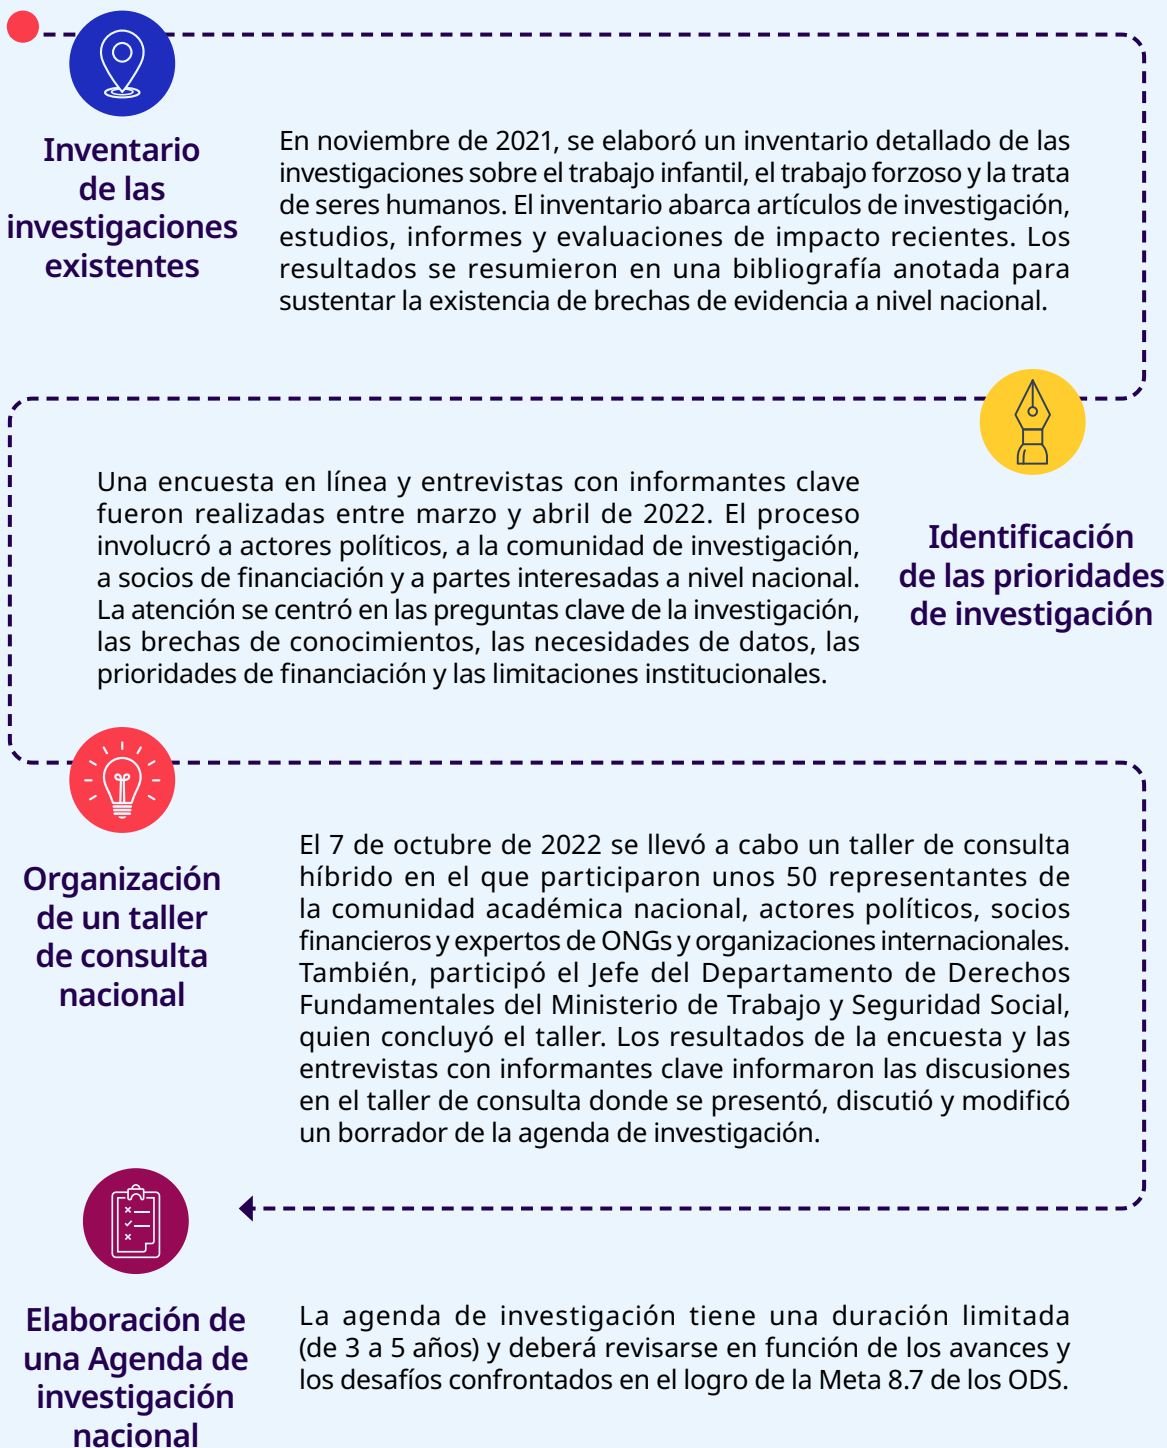 Inventario
de las
investigaciones
existentes
En noviembre de 2021, se elaboró un inventario detallado de las
investigaciones sobre el trabajo infantil, el trabajo forzoso y la trata
de seres humanos. El inventario abarca artículos de investigación,
estudios, informes y evaluaciones de impacto recientes. Los
resultados se resumieron en una bibliografía anotada para
sustentar la existencia de brechas de evidencia a nivel nacional.
Identificación
de las prioridades
de investigación
Una encuesta en línea y entrevistas con informantes clave
fueron realizadas entre marzo y abril de 2022. El proceso
involucró a actores políticos, a la comunidad de investigación,
a socios de financiación y a partes interesadas a nivel nacional.
La atención se centró en las preguntas clave de la investigación,
las brechas de conocimientos, las necesidades de datos, las
prioridades de financiación y las limitaciones institucionales.
Organización
de un taller
de consulta
nacional
El 7 de octubre de 2022 se llevó a cabo un taller de consulta
híbrido en el que participaron unos 50 representantes de
la comunidad académica nacional, actores políticos, socios
financieros y expertos de ONGs y organizaciones internacionales.
También, participó el Jefe del Departamento de Derechos
Fundamentales del Ministerio de Trabajo y Seguridad Social,
quien concluyó el taller. Los resultados de la encuesta y las
entrevistas con informantes clave informaron las discusiones
en el taller de consulta donde se presentó, discutió y modificó
un borrador de la agenda de investigación.
Elaboración de
una Agenda de
investigación
nacional
La agenda de investigación tiene una duración limitada
(de 3 a 5 años) y deberá revisarse en función de los avances y
los desafíos confrontados en el logro de la Meta 8.7 de los ODS.